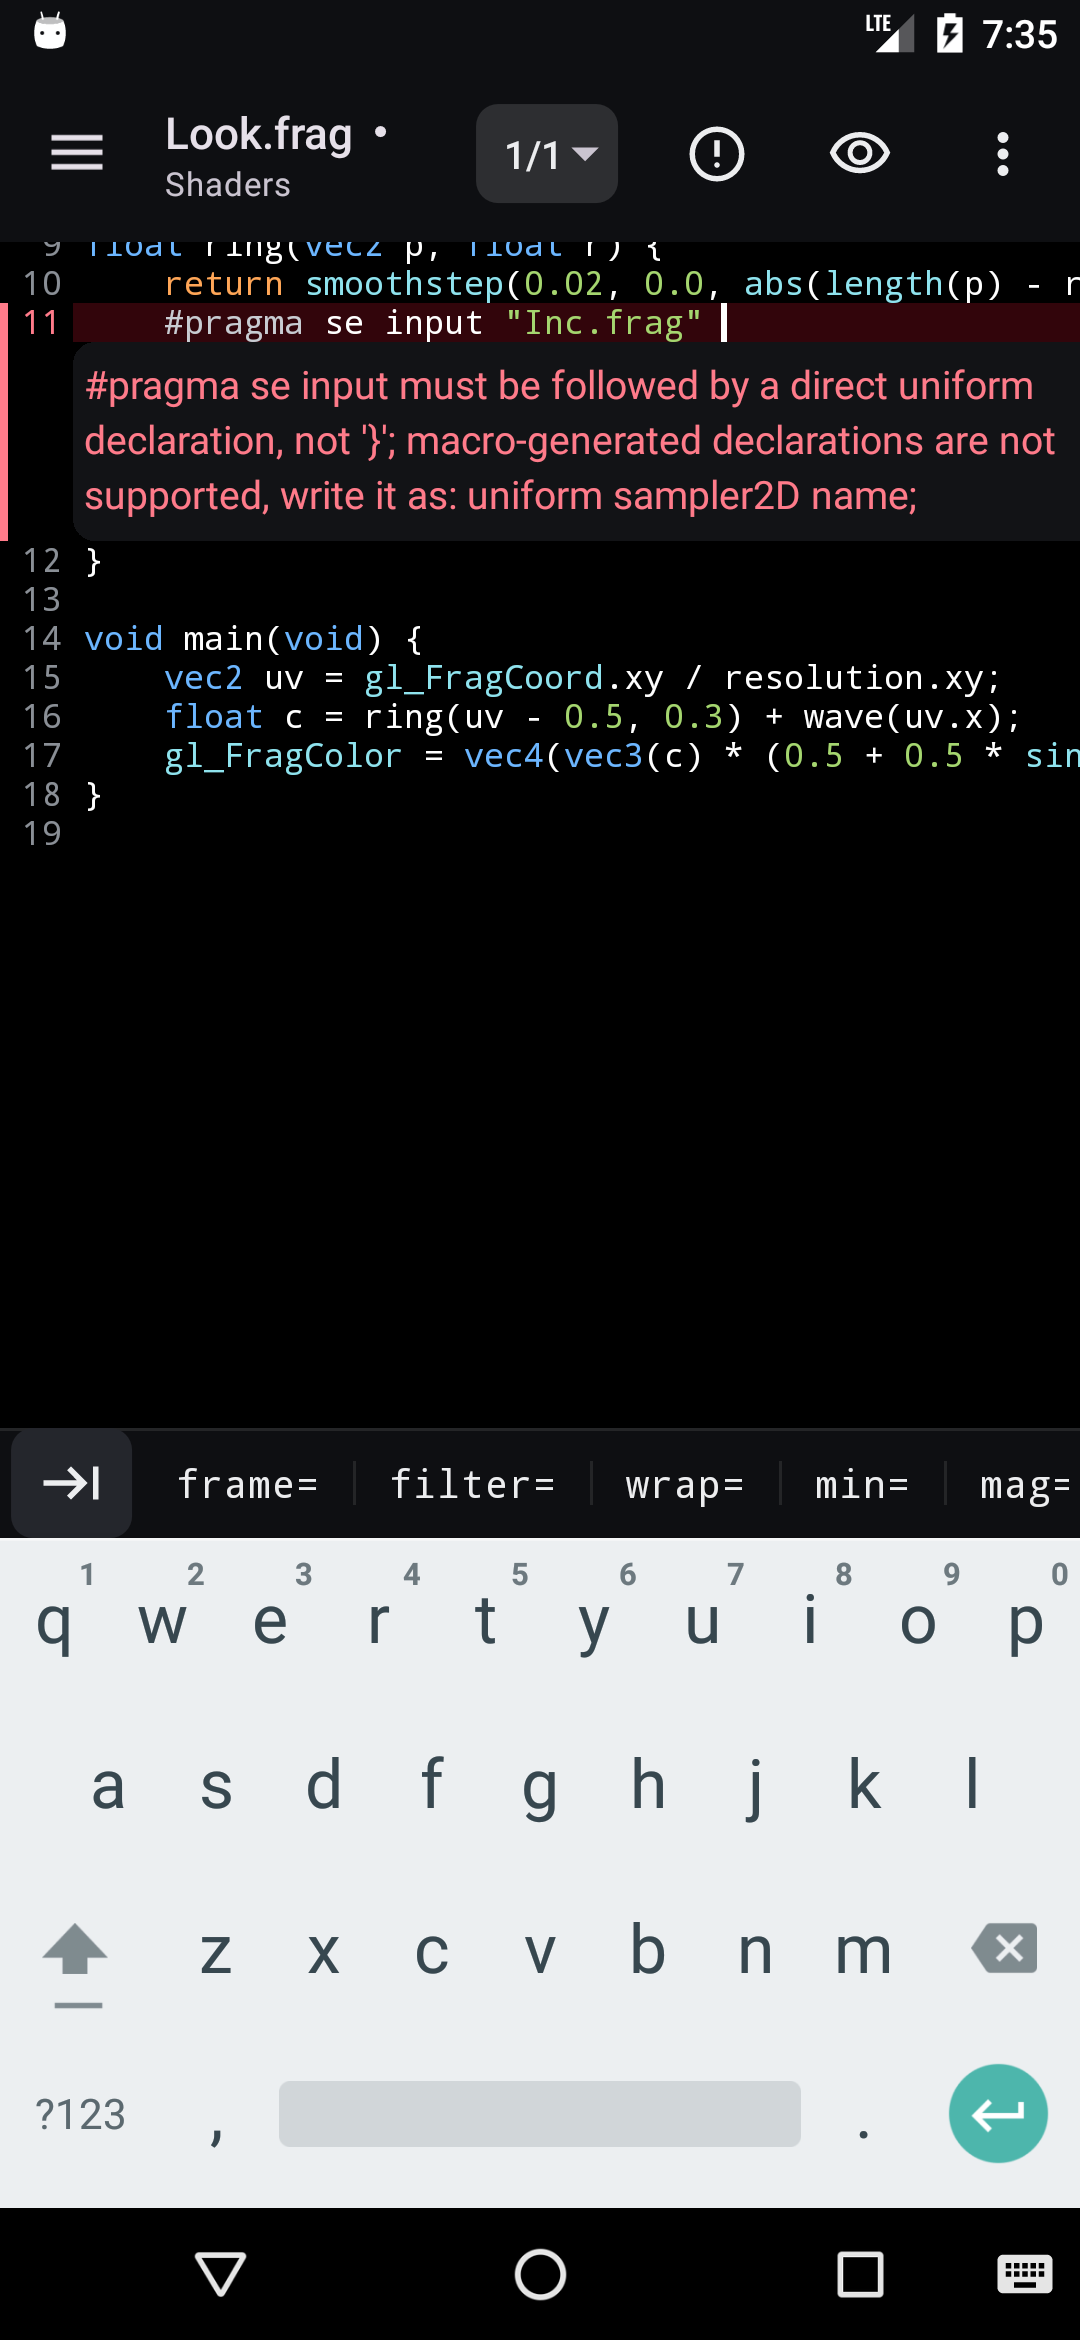 LTE 7:35
Look.frag •
Shaders
1/1
9 float ring(vec2 p, float r) {
10 return smoothstep(0.02, 0.0, abs(length(p) - r
11 #pragma se input "Inc.frag"
#pragma se input must be followed by a direct uniform
declaration, not '}'; macro-generated declarations are not
supported, write it as: uniform sampler2D name;
12 }
13
14 void main(void) {
15 vec2 uv = gl_FragCoord.xy / resolution.xy;
16 float c = ring(uv - 0.5, 0.3) + wave(uv.x);
17 gl_FragColor = vec4(vec3(c) * (0.5 + 0.5 * sin
18 }
19
frame= filter= wrap= min= mag=
1 2 3 4 5 6 7 8 9 0
q w e r t y u i o p
a s d f g h j k l
z x c v b n m
?123 , .